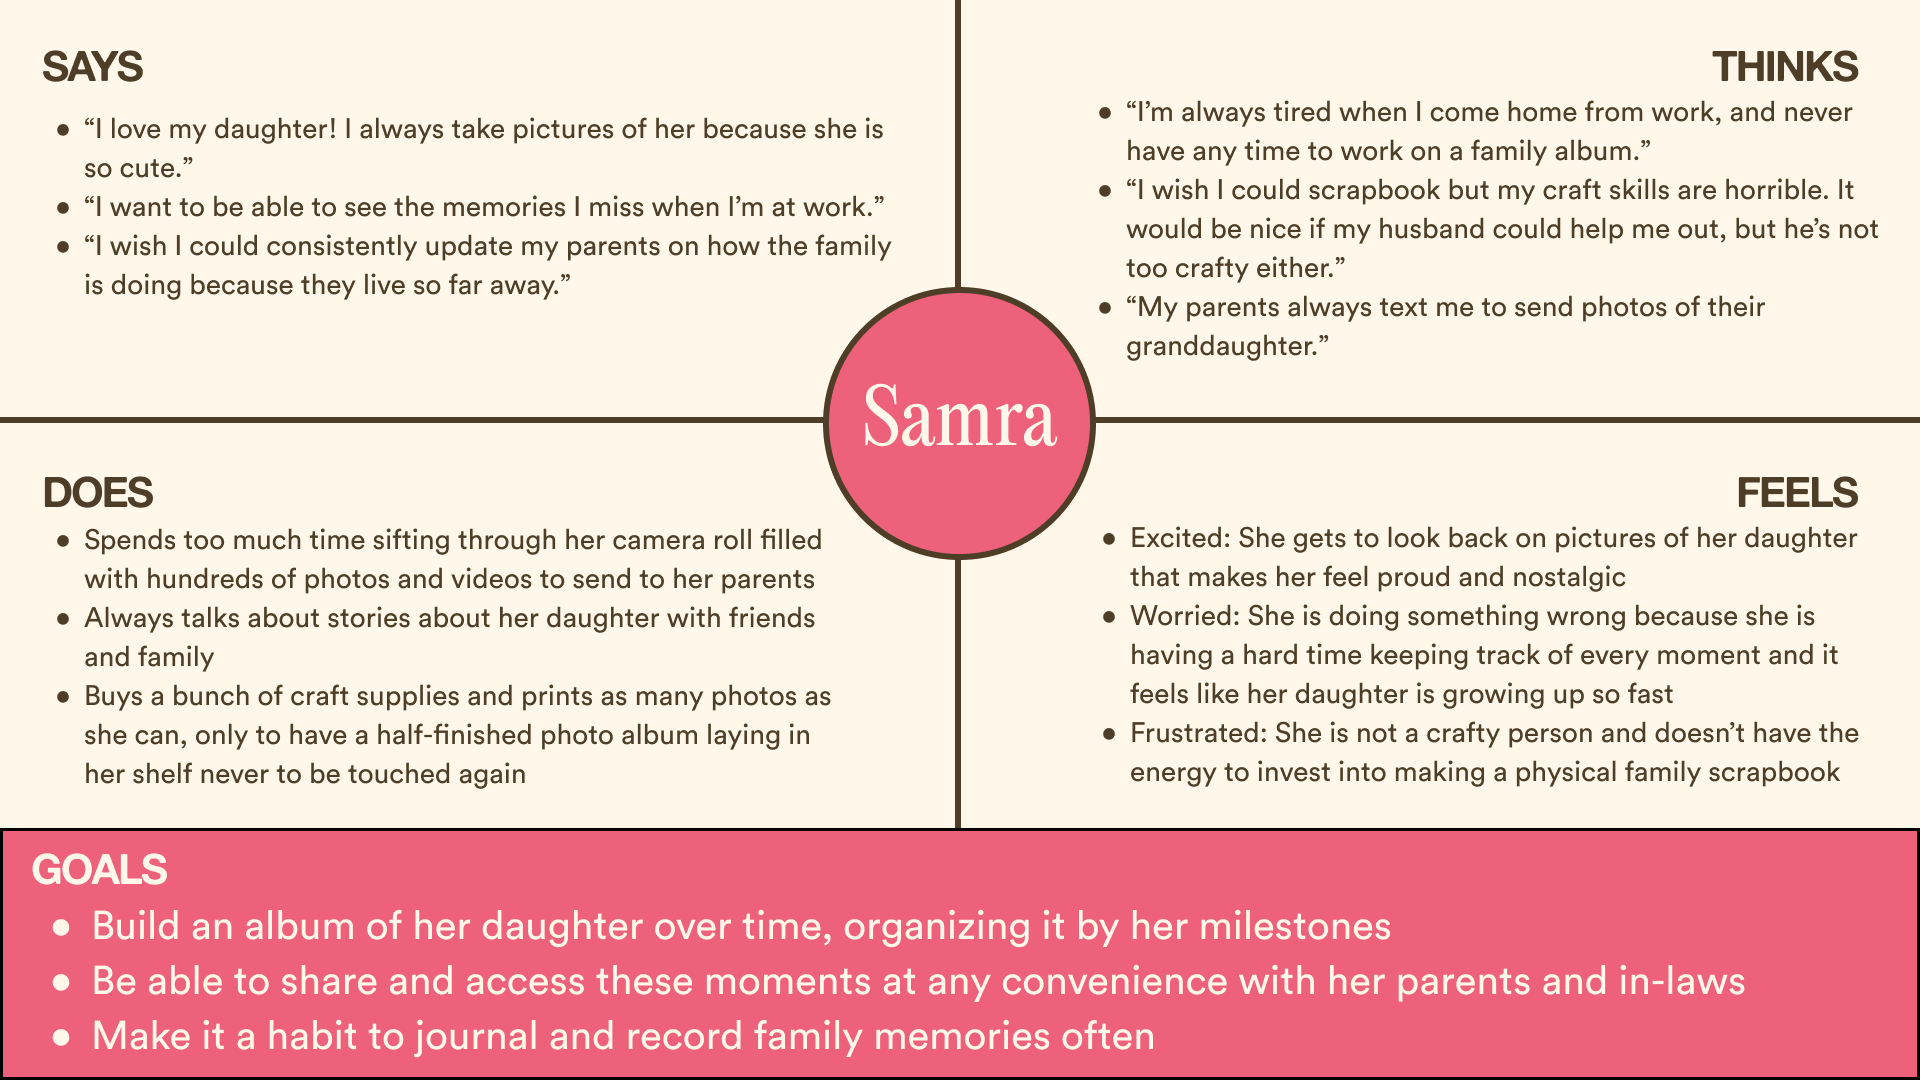 SAYS
● “I love my daughter! I always take pictures of her because she is
so cute.”
● “I want to be able to see the memories I miss when I’m at work.”
● “I wish I could consistently update my parents on how the family
is doing because they live so far away.”
THINKS
● “I’m always tired when I come home from work, and never
have any time to work on a family album.”
● “I wish I could scrapbook but my craft skills are horrible. It
would be nice if my husband could help me out, but he’s not
too crafty either.”
● “My parents always text me to send photos of their
granddaughter.”
Samra
DOES
● Spends too much time sifting through her camera roll filled
with hundreds of photos and videos to send to her parents
● Always talks about stories about her daughter with friends
and family
● Buys a bunch of craft supplies and prints as many photos as
she can, only to have a half-finished photo album laying in
her shelf never to be touched again
FEELS
● Excited: She gets to look back on pictures of her daughter
that makes her feel proud and nostalgic
● Worried: She is doing something wrong because she is
having a hard time keeping track of every moment and it
feels like her daughter is growing up so fast
● Frustrated: She is not a crafty person and doesn’t have the
energy to invest into making a physical family scrapbook
GOALS
● Build an album of her daughter over time, organizing it by her milestones
● Be able to share and access these moments at any convenience with her parents and in-laws
● Make it a habit to journal and record family memories often